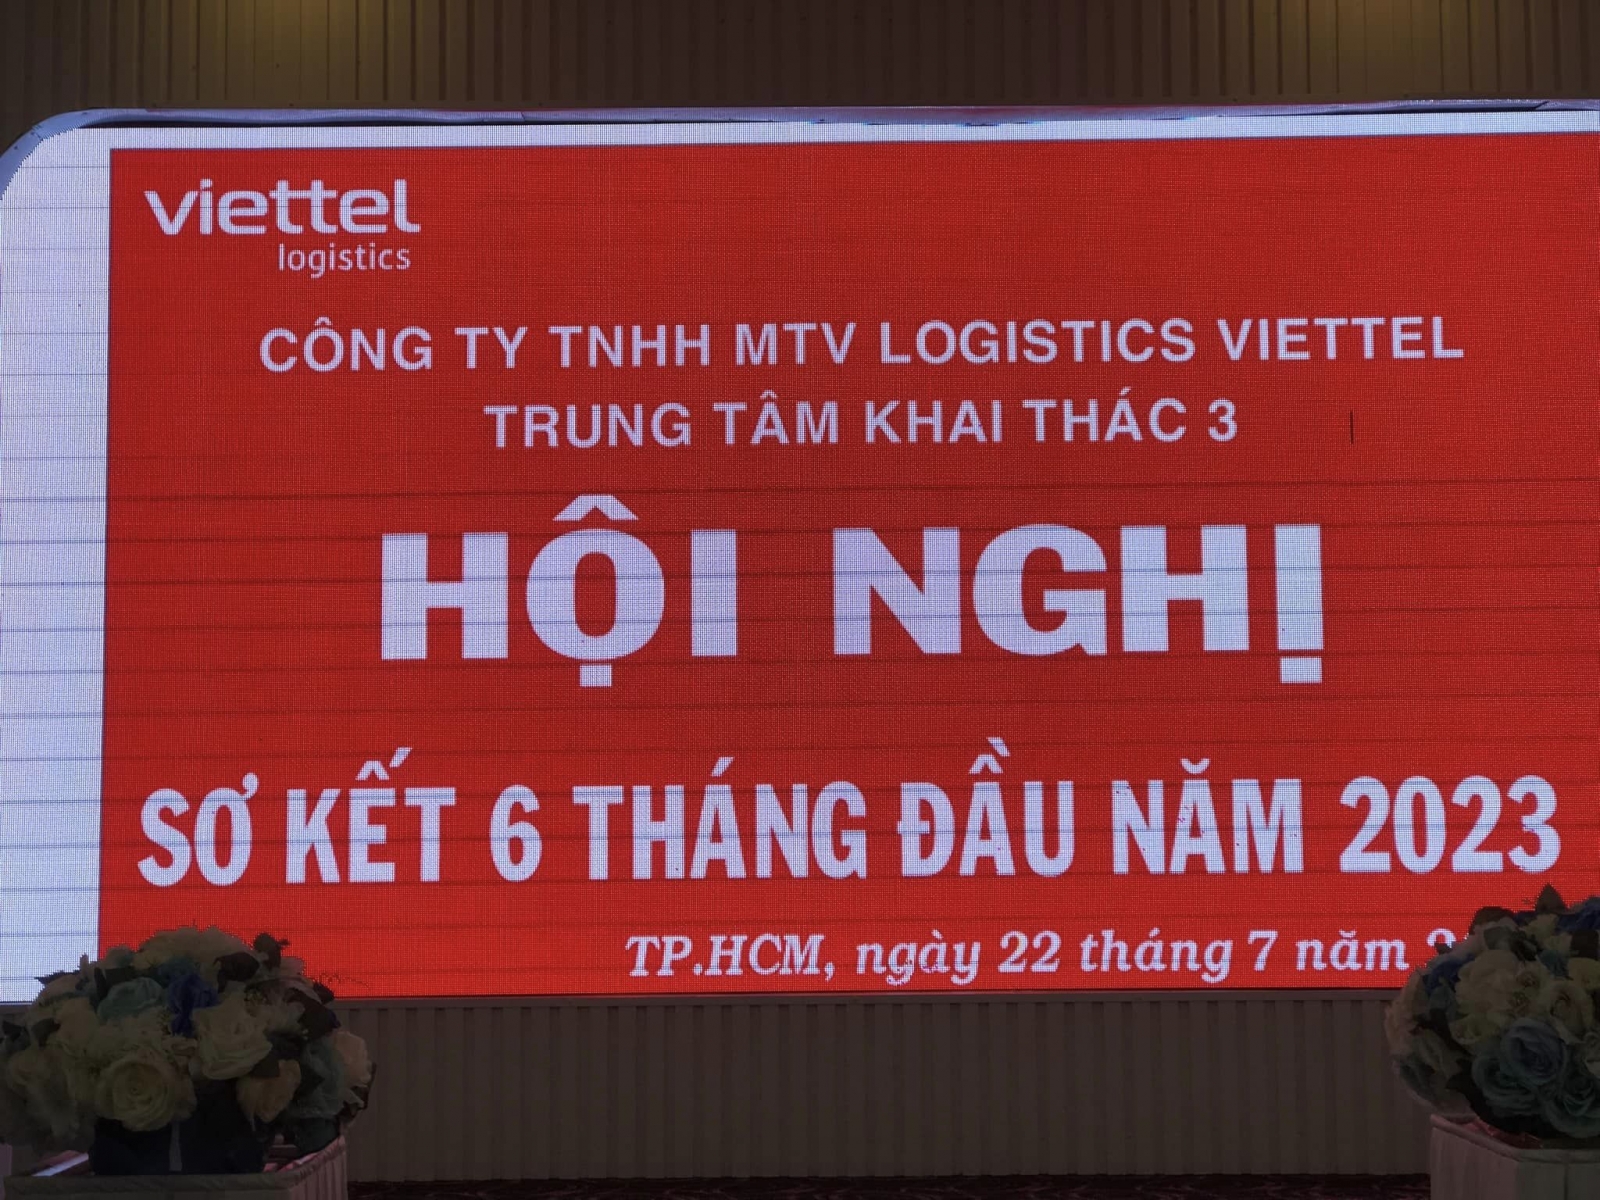 viettel
logistics
CÔNG TY TNHH MTV LOGISTICS VIETTEL
TRUNG TÂM KHAI THÁC 3
HỘI NGHỊ
SƠ KẾT 6 THÁNG ĐẦU NĂM 2023
TP.HCM, ngày 22 tháng 7 năm